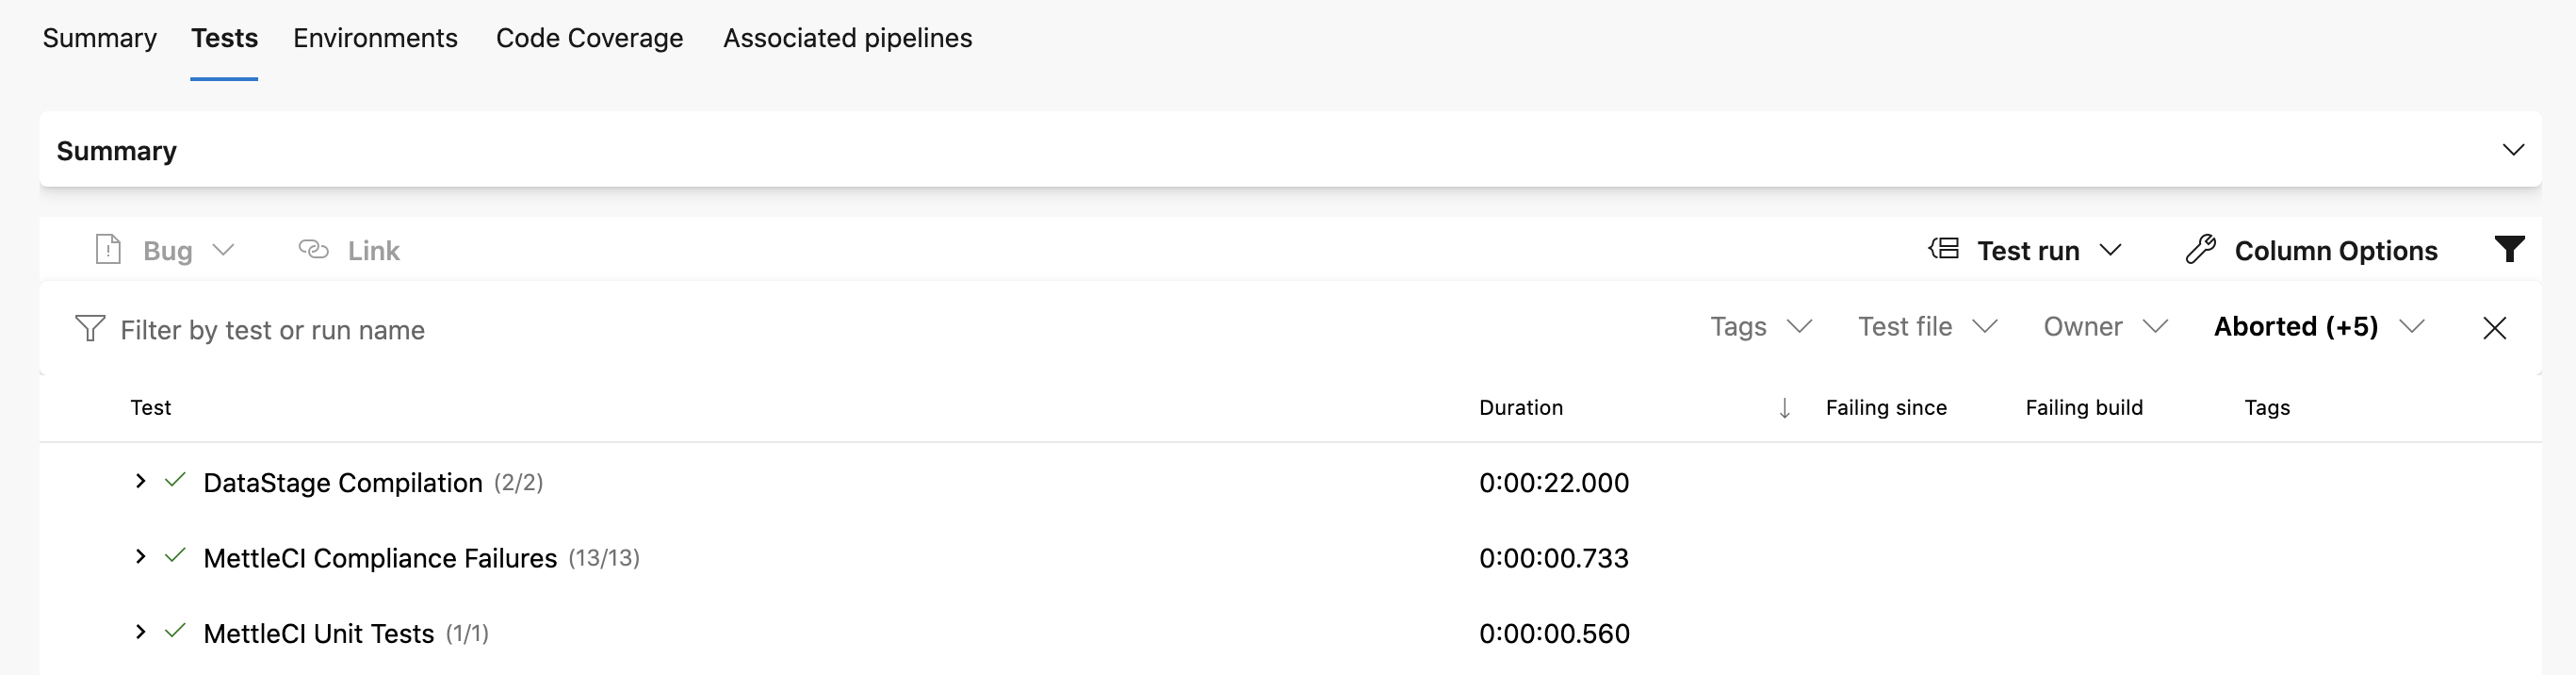 Summary Tests Environments Code Coverage Associated pipelines
Summary
Bug Link Test run Column Options
Filter by test or run name Tags Test file Owner Aborted (+5)
Test Duration Failing since Failing build Tags
DataStage Compilation (2/2) 0:00:22.000
MettleCI Compliance Failures (13/13) 0:00:00.733
MettleCI Unit Tests (1/1) 0:00:00.560